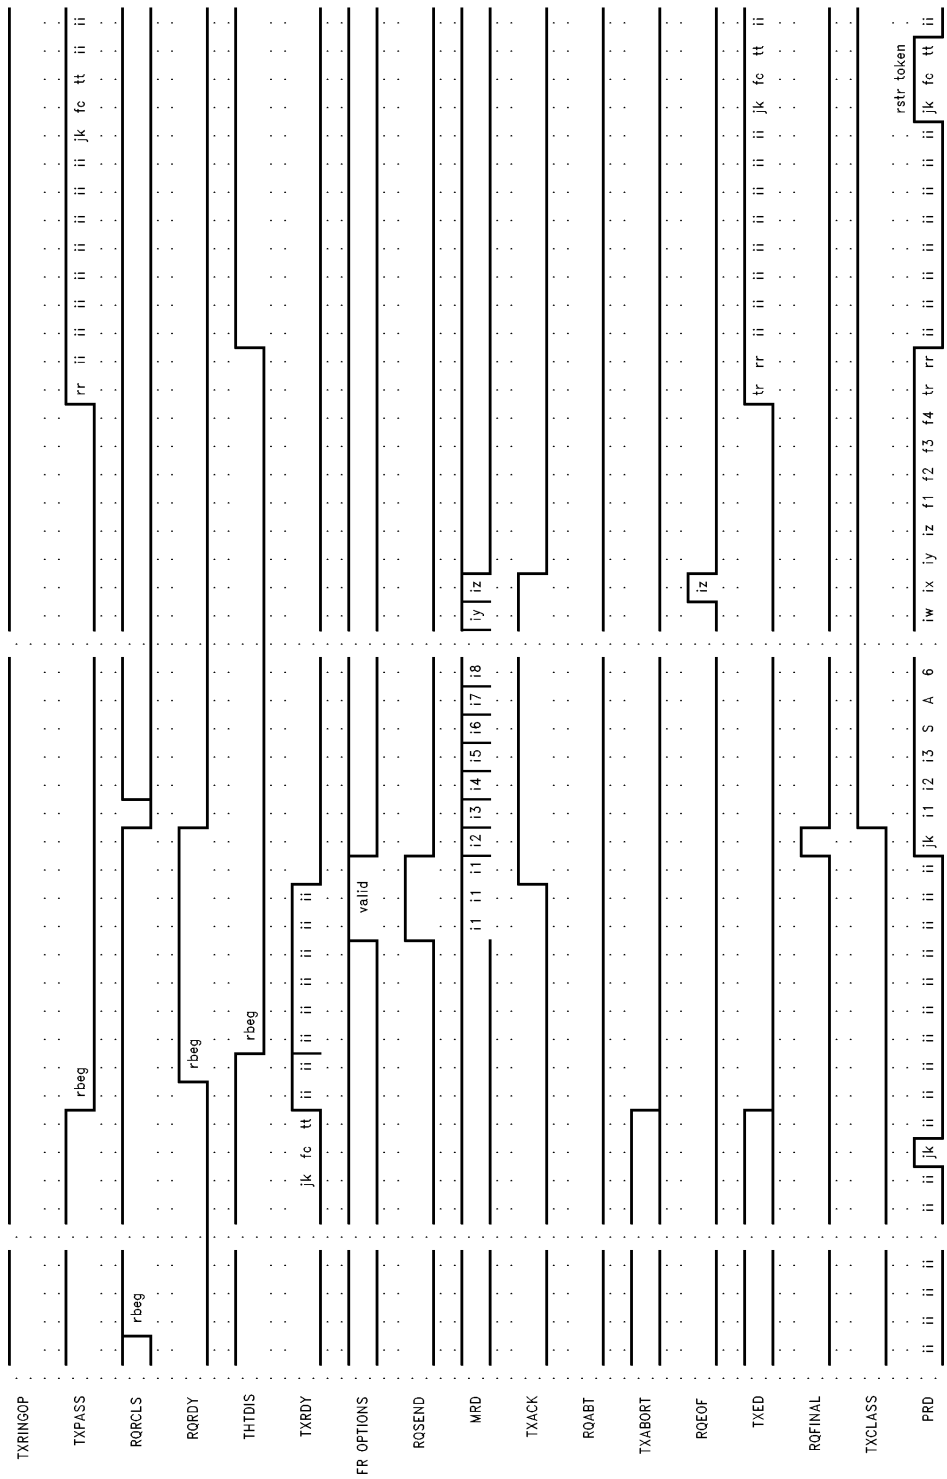 TXRINGOP
TXPASS rbeg rr ii ii ii ii ii ii ii ii jk fc tt ii ii
RQRCLS rbeg
RQRDY rbeg
THTDIS rbeg
TXRDY jk fc tt ii ii ii ii ii ii ii ii
FR OPTIONS valid
RQSEND
MRD i1 i1 i1 i2 i3 i4 i5 i6 i7 i8 iy iz
TXACK
RQABT
TXABORT
RQEOF iz
TXED tr rr ii ii ii ii ii ii ii ii jk fc tt ii
RQFINAL
TXCLASS
rstr token
PRD ii ii ii ii ii ii jk ii ii ii ii ii ii ii ii ii ii jk i1 i2 i3 S A 6 iw ix iy iz f1 f2 f3 f4 tr rr ii ii ii ii ii ii ii ii jk fc tt ii